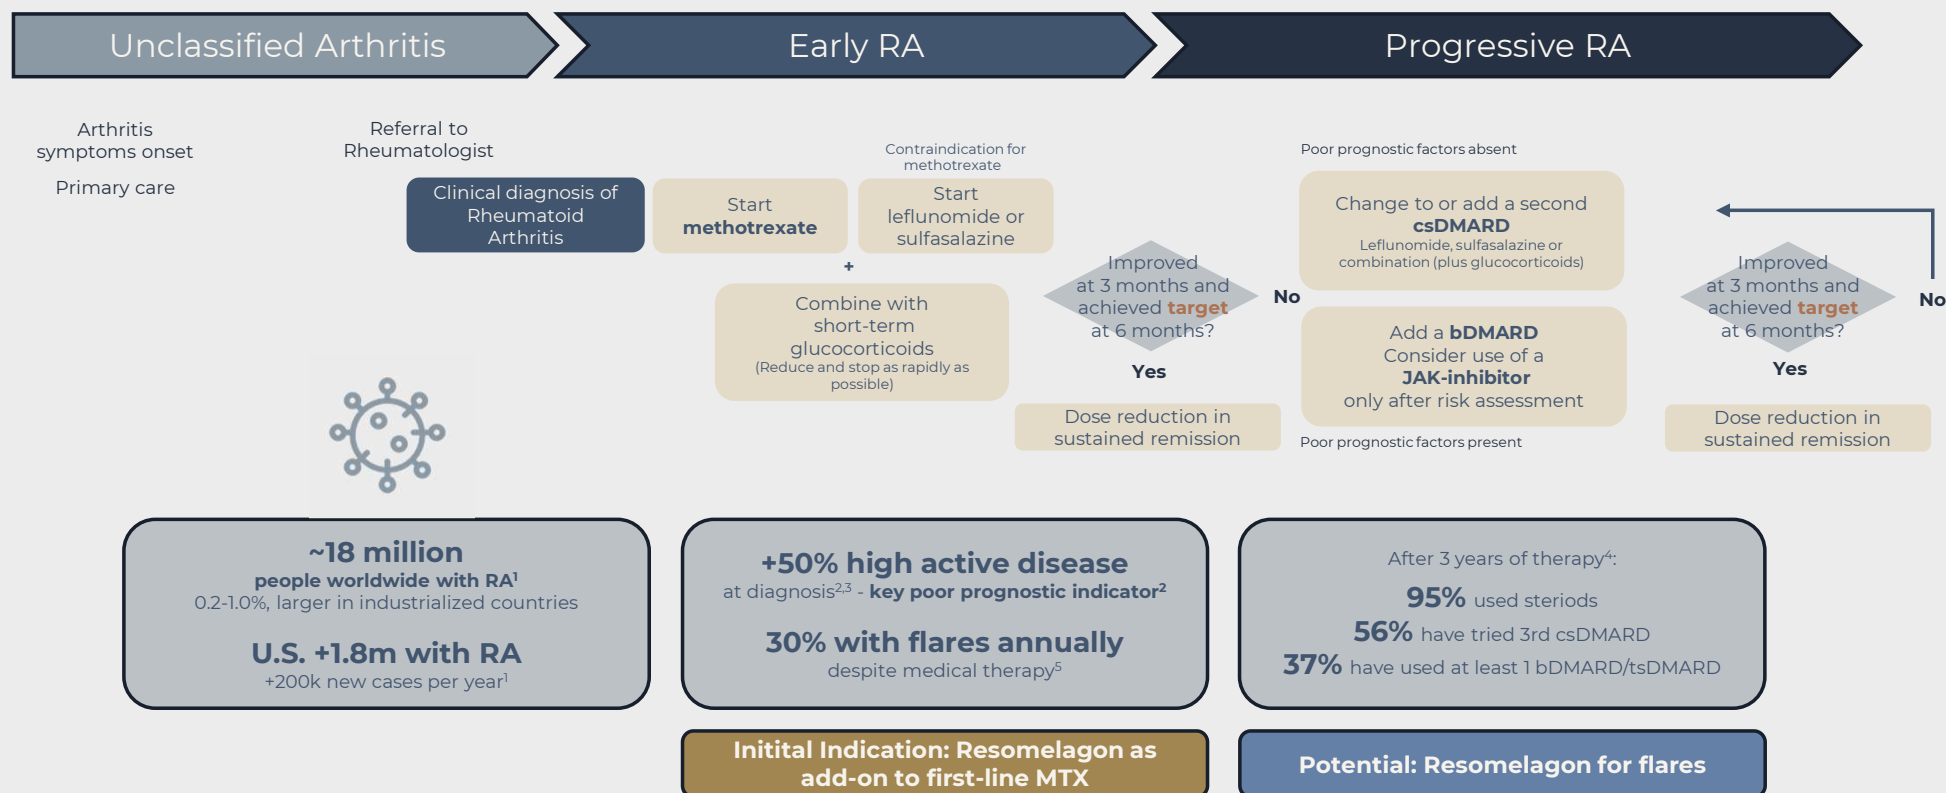 Unclassified Arthritis
Early RA
Progressive RA
Arthritis
symptoms onset
Primary care
Referral to
Rheumatologist
Clinical diagnosis of
Rheumatoid
Arthritis
Start
methotrexate
Contraindication for
methotrexate
Start
leflunomide or
sulfasalazine
+
Combine with
short-term
glucocorticoids
(Reduce and stop as rapidly as
possible)
Improved
at 3 months and
achieved target
at 6 months?
No
Yes
Dose reduction in
sustained remission
Poor prognostic factors absent
Change to or add a second
csDMARD
Leflunomide, sulfasalazine or
combination (plus glucocorticoids)
Add a bDMARD
Consider use of a
JAK-inhibitor
only after risk assessment
Poor prognostic factors present
Improved
at 3 months and
achieved target
at 6 months?
No
Yes
Dose reduction in
sustained remission
~18 million
people worldwide with RA¹
0.2-1.0%, larger in industrialized countries
U.S. +1.8m with RA
+200k new cases per year¹
+50% high active disease
at diagnosis²,³ - key poor prognostic indicator²
30% with flares annually
despite medical therapy⁵
After 3 years of therapy⁴:
95% used steriods
56% have tried 3rd csDMARD
37% have used at least 1 bDMARD/tsDMARD
Initital Indication: Resomelagon as
add-on to first-line MTX
Potential: Resomelagon for flares